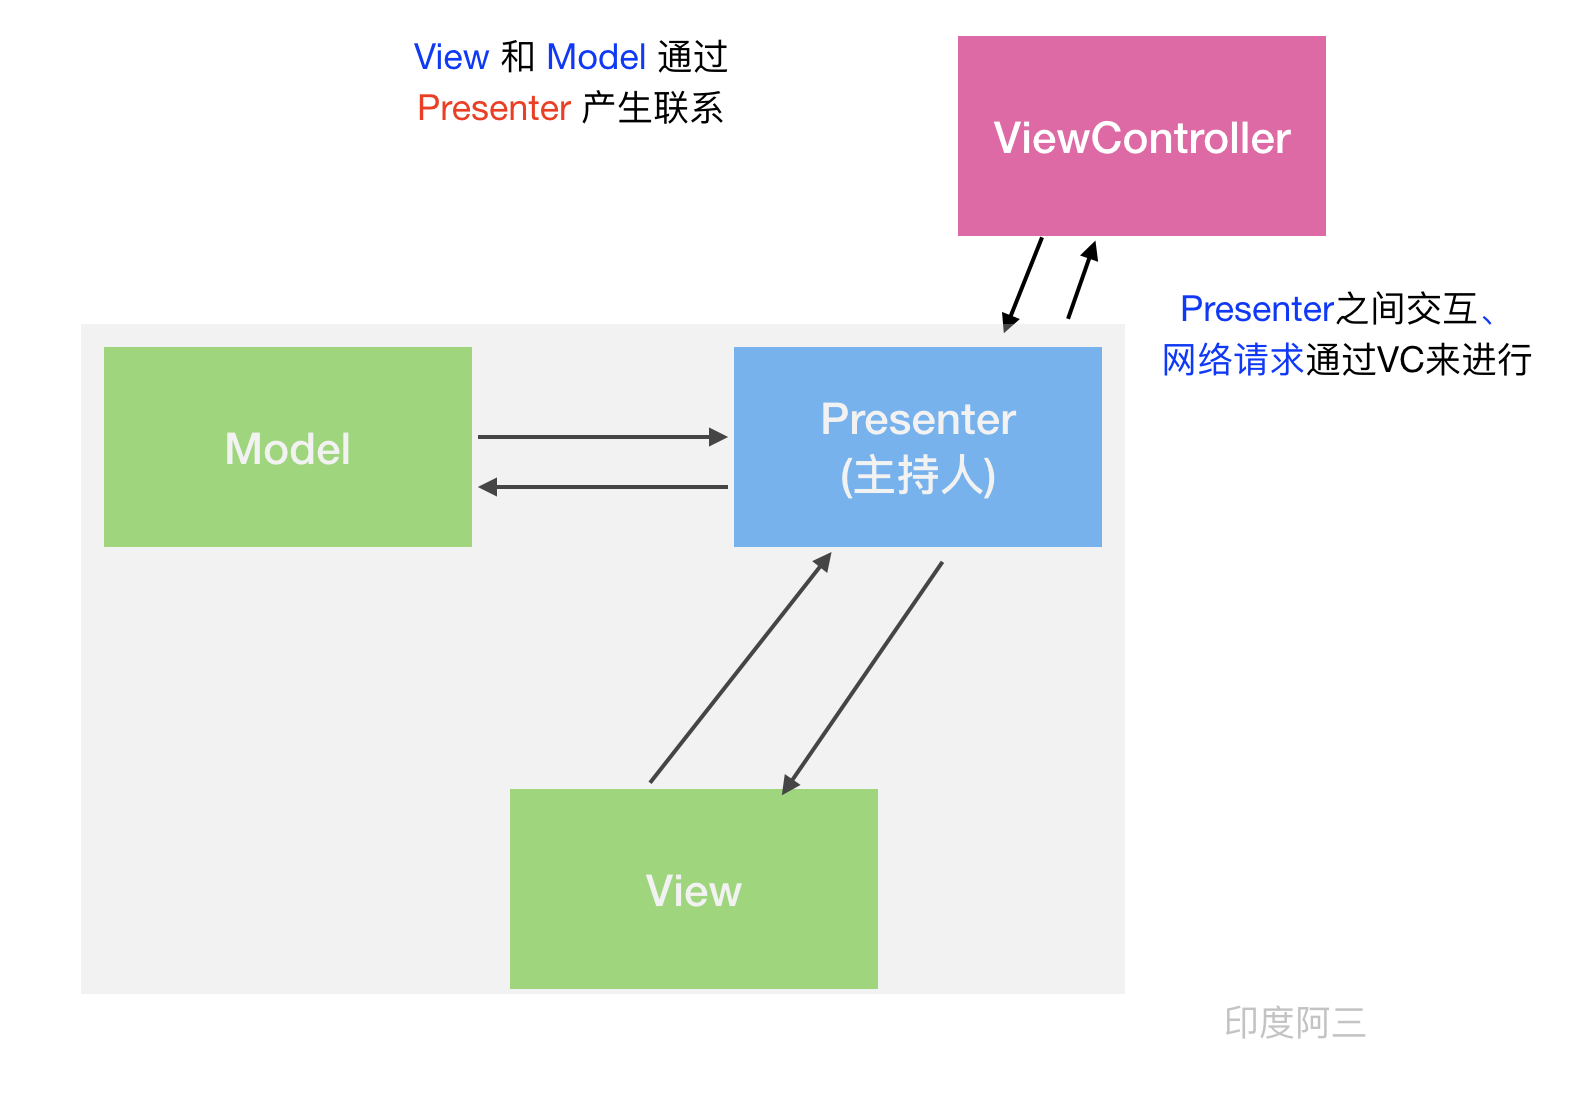 View 和 Model 通过
Presenter 产生联系
ViewController
Presenter之间交互、
网络请求通过VC来进行
Model
Presenter
(主持人)
View
印度阿三